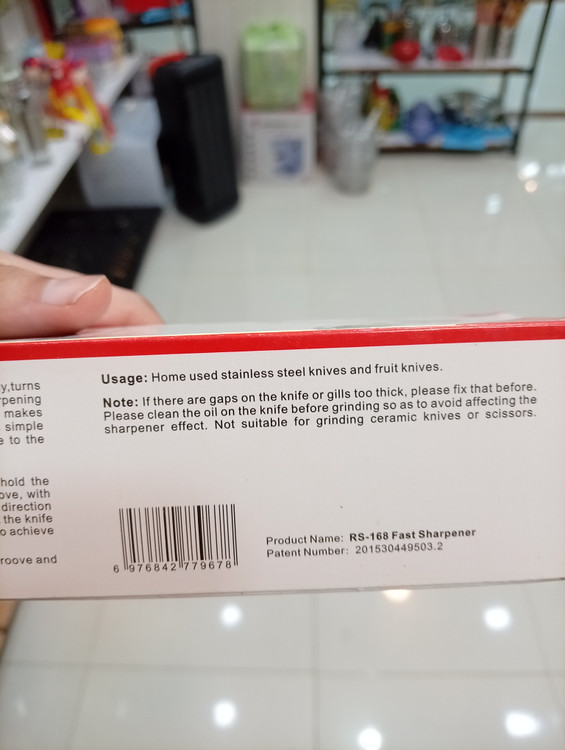 y,turns
rpening
makes
simple
e to the
hold the
ove, with
direction
the knife
o achieve
roove and
Usage: Home used stainless steel knives and fruit knives.
Note: If there are gaps on the knife or gills too thick, please fix that before.
Please clean the oil on the knife before grinding so as to avoid affecting the
sharpener effect. Not suitable for grinding ceramic knives or scissors.
6 976842 779678
Product Name: RS-168 Fast Sharpener
Patent Number: 201530449503.2